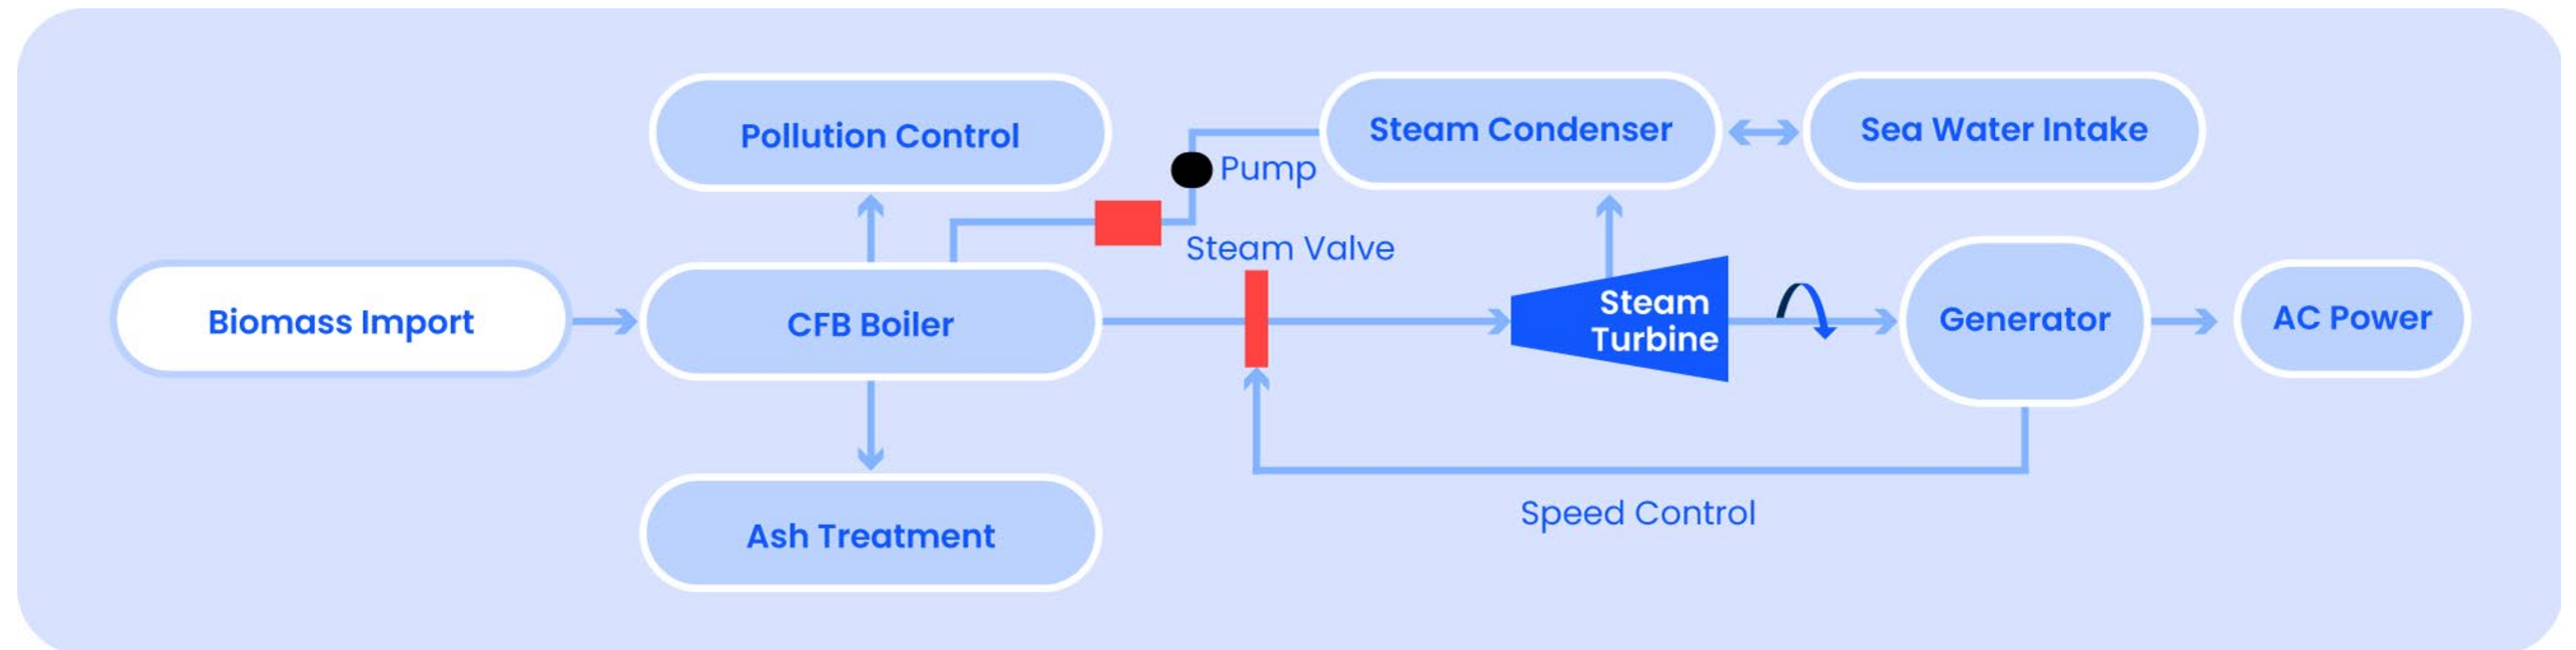 Pollution Control
Steam Condenser
Sea Water Intake
Pump
Steam Valve
Biomass Import
CFB Boiler
Steam
Turbine
Generator
AC Power
Ash Treatment
Speed Control